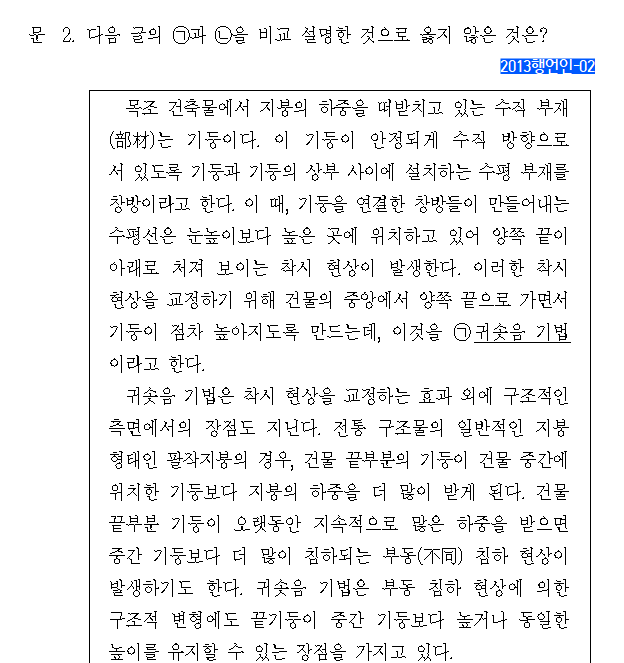 문 2. 다음 글의 ㉠과 ㉡을 비교 설명한 것으로 옳지 않은 것은?
2013행언인-02
목조 건축물에서 지붕의 하중을 떠받치고 있는 수직 부재
(部材)는 기둥이다. 이 기둥이 안정되게 수직 방향으로
서 있도록 기둥과 기둥의 상부 사이에 설치하는 수평 부재를
창방이라고 한다. 이 때, 기둥을 연결한 창방들이 만들어내는
수평선은 눈높이보다 높은 곳에 위치하고 있어 양쪽 끝이
아래로 처져 보이는 착시 현상이 발생한다. 이러한 착시
현상을 교정하기 위해 건물의 중앙에서 양쪽 끝으로 가면서
기둥이 점차 높아지도록 만드는데, 이것을 ㉠귀솟음 기법
이라고 한다.
귀솟음 기법은 착시 현상을 교정하는 효과 외에 구조적인
측면에서의 장점도 지닌다. 전통 구조물의 일반적인 지붕
형태인 팔작지붕의 경우, 건물 끝부분의 기둥이 건물 중간에
위치한 기둥보다 지붕의 하중을 더 많이 받게 된다. 건물
끝부분 기둥이 오랫동안 지속적으로 많은 하중을 받으면
중간 기둥보다 더 많이 침하되는 부동(不同) 침하 현상이
발생하기도 한다. 귀솟음 기법은 부동 침하 현상에 의한
구조적 변형에도 끝기둥이 중간 기둥보다 높거나 동일한
높이를 유지할 수 있는 장점을 가지고 있다.